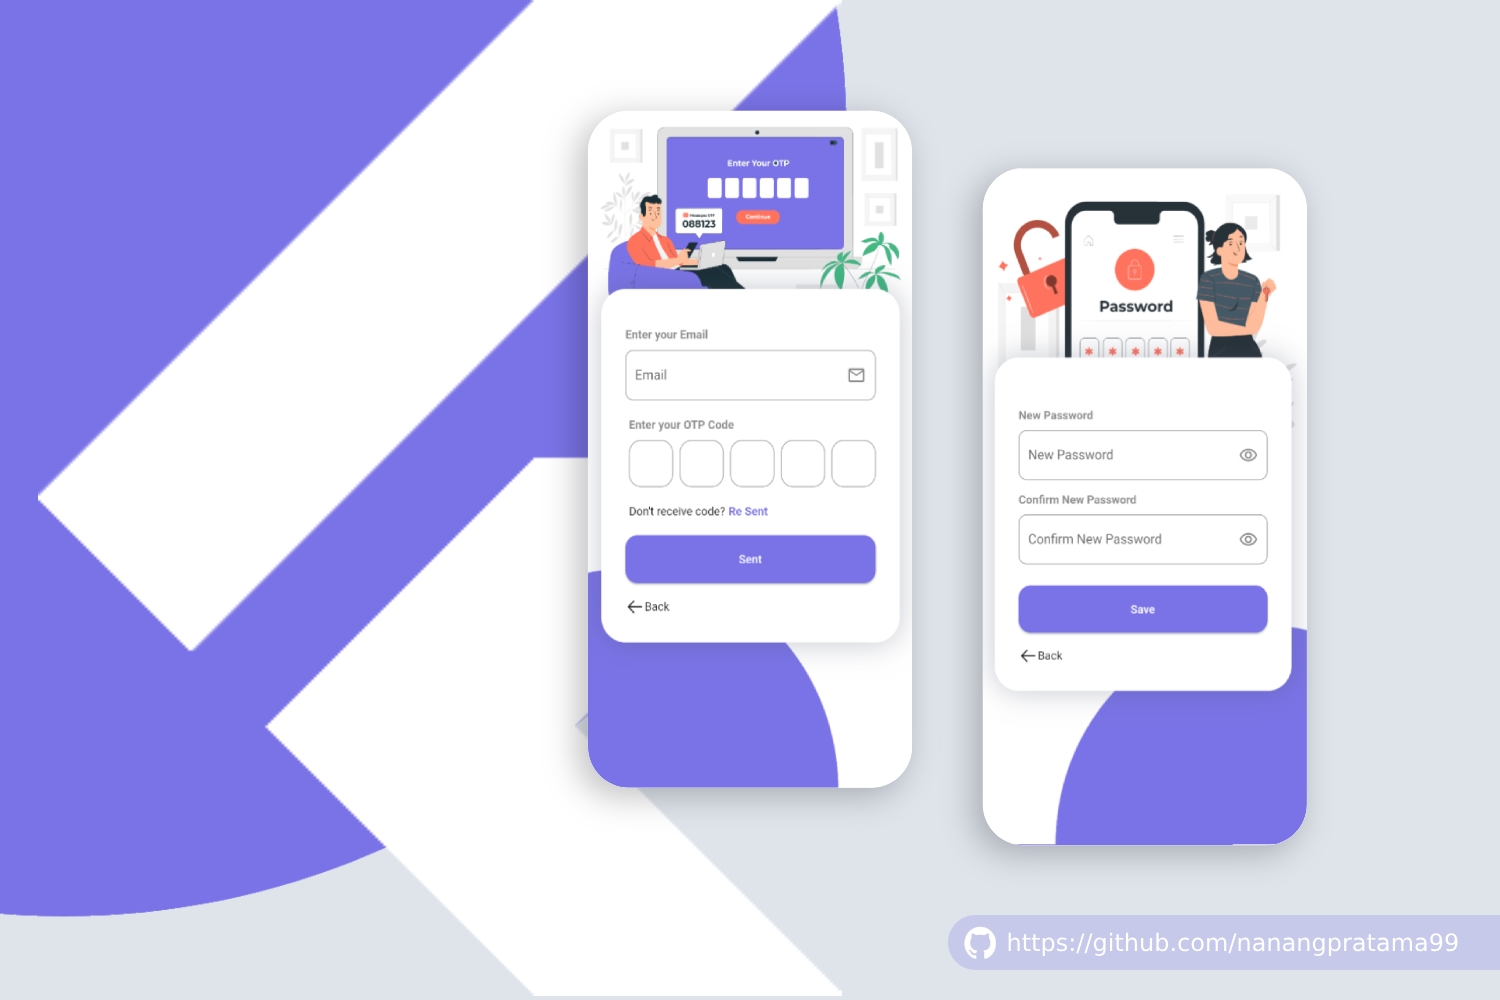 Enter Your OTP
088123
Continue
Enter your Email
Email
Enter your OTP Code
Don't receive code? Re Sent
Sent
Back
Password
* * * * *
New Password
New Password
Confirm New Password
Confirm New Password
Save
Back
https://github.com/nanangpratama99